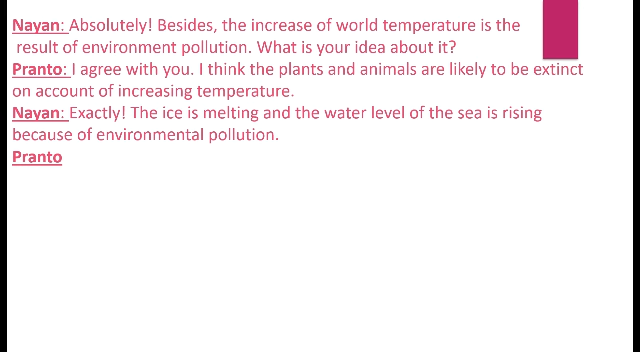 Nayan: Absolutely! Besides, the increase of world temperature is the
result of environment pollution. What is your idea about it?
Pranto: I agree with you. I think the plants and animals are likely to be extinct
on account of increasing temperature.
Nayan: Exactly! The ice is melting and the water level of the sea is rising
because of environmental pollution.
Pranto